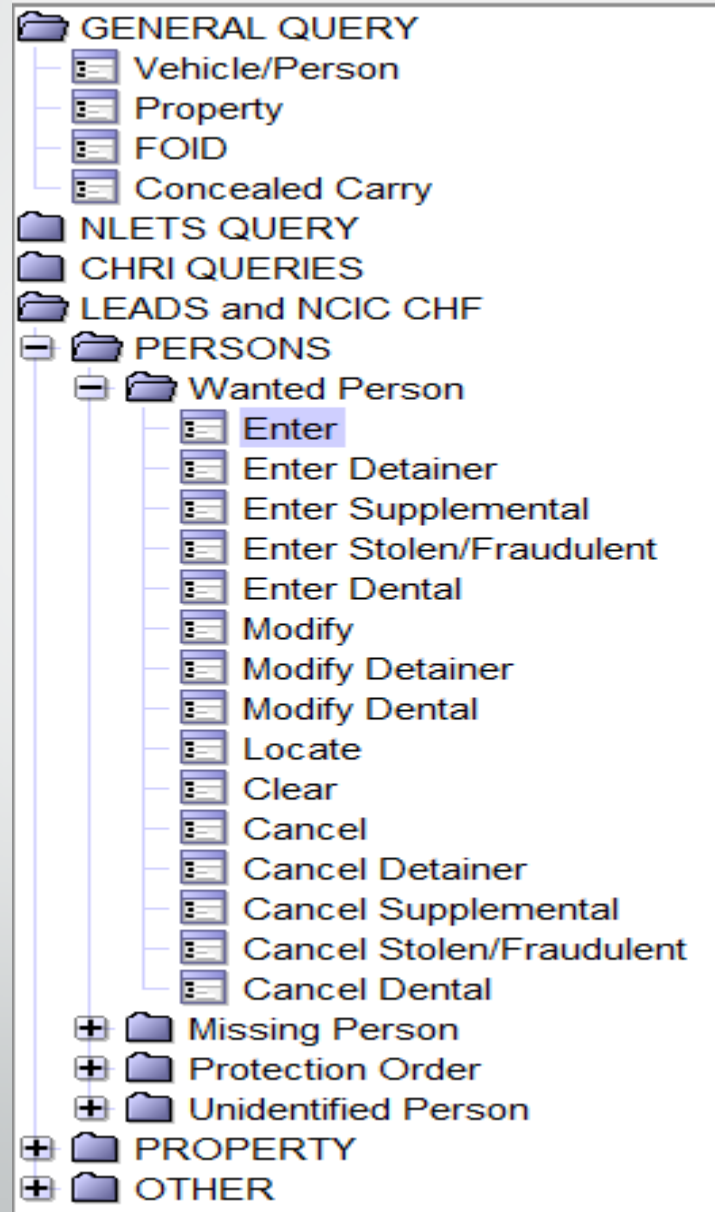 GENERAL QUERY
Vehicle/Person
Property
FOID
Concealed Carry
NLETS QUERY
CHRI QUERIES
LEADS and NCIC CHF
PERSONS
Wanted Person
Enter
Enter Detainer
Enter Supplemental
Enter Stolen/Fraudulent
Enter Dental
Modify
Modify Detainer
Modify Dental
Locate
Clear
Cancel
Cancel Detainer
Cancel Supplemental
Cancel Stolen/Fraudulent
Cancel Dental
Missing Person
Protection Order
Unidentified Person
PROPERTY
OTHER